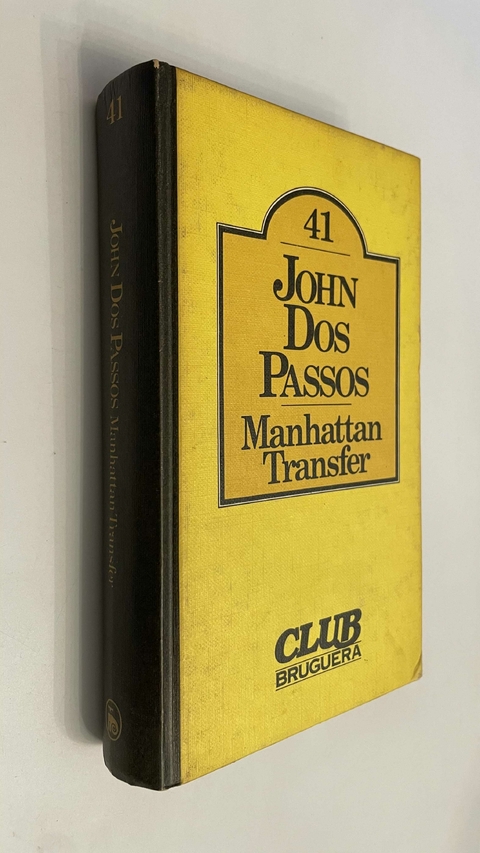 41
JOHN DOS PASSOS Manhattan Transfer
41
JOHN
DOS
PASSOS
Manhattan
Transfer
CLUB
BRUGUERA